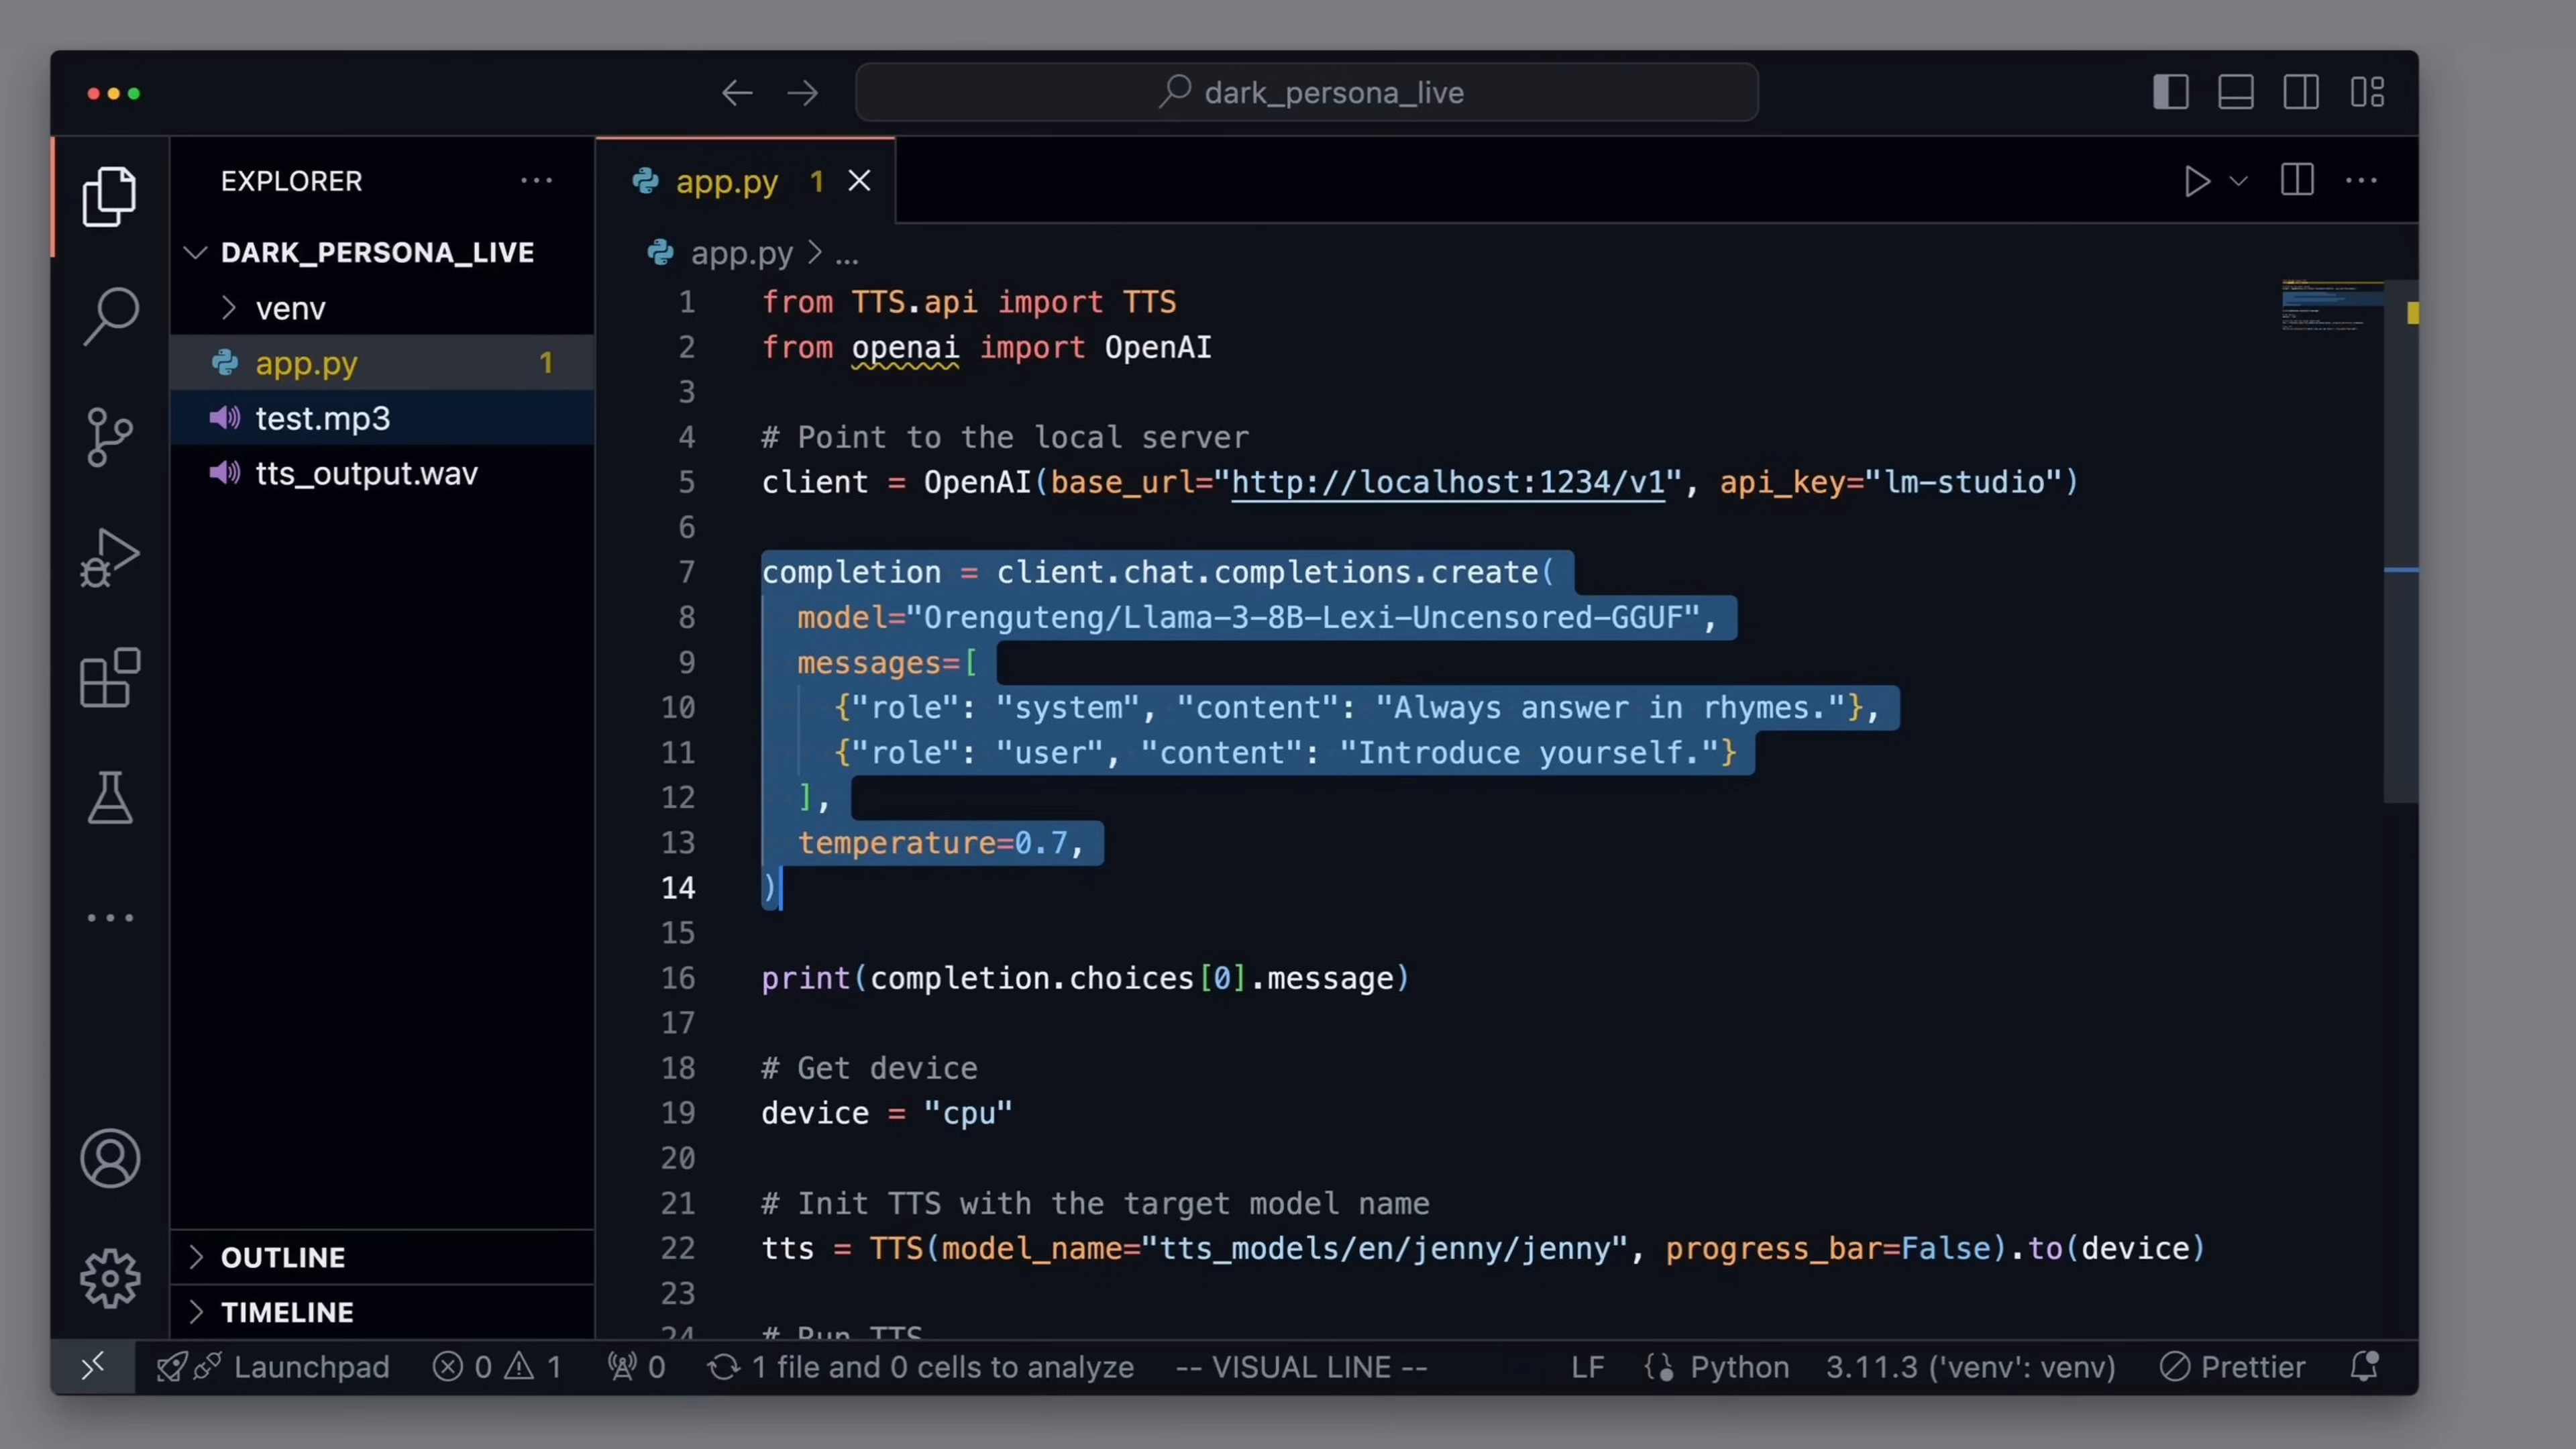 dark_persona_live
EXPLORER
app.py 1
DARK_PERSONA_LIVE
venv
app.py 1
test.mp3
tts_output.wav
OUTLINE
TIMELINE
app.py > ...
1 from TTS.api import TTS
2 from openai import OpenAI
3
4 # Point to the local server
5 client = OpenAI(base_url="http://localhost:1234/v1", api_key="lm-studio")
6
7 completion = client.chat.completions.create(
8 model="Orenguteng/Llama-3-8B-Lexi-Uncensored-GGUF",
9 messages=[
10 {"role": "system", "content": "Always answer in rhymes."},
11 {"role": "user", "content": "Introduce yourself."}
12 ],
13 temperature=0.7,
14 )
15
16 print(completion.choices[0].message)
17
18 # Get device
19 device = "cpu"
20
21 # Init TTS with the target model name
22 tts = TTS(model_name="tts_models/en/jenny/jenny", progress_bar=False).to(device)
23
24 # Run TTS
Launchpad 0 1 0 1 file and 0 cells to analyze -- VISUAL LINE -- LF Python 3.11.3 ('venv': venv) Prettier